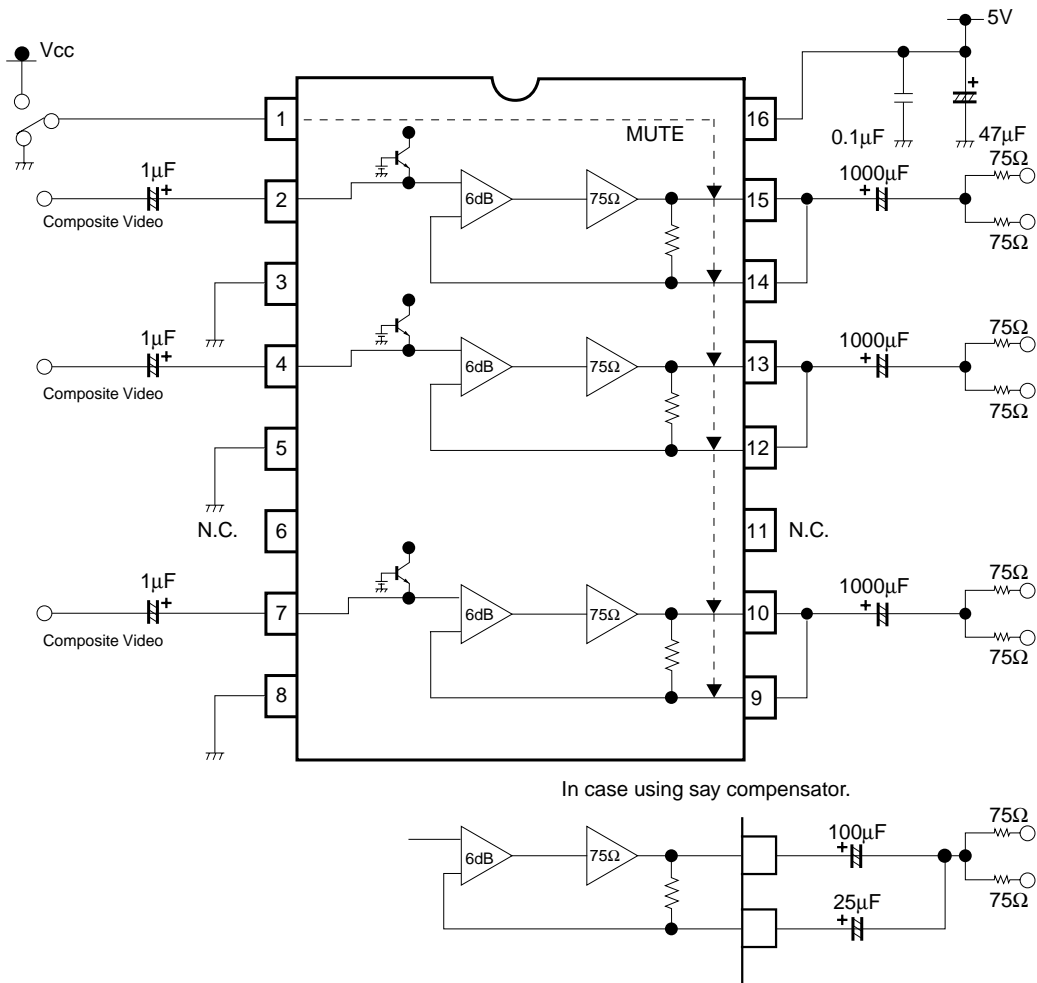 5V
Vcc
1
16
MUTE
0.1μF
47μF
1μF
Composite Video
2
6dB
75Ω
15
1000μF
75Ω
75Ω
3
14
1μF
Composite Video
4
6dB
75Ω
13
1000μF
75Ω
75Ω
5
12
N.C.
6
11
N.C.
1μF
Composite Video
7
6dB
75Ω
10
1000μF
75Ω
75Ω
8
9
In case using say compensator.
6dB
75Ω
100μF
25μF
75Ω
75Ω